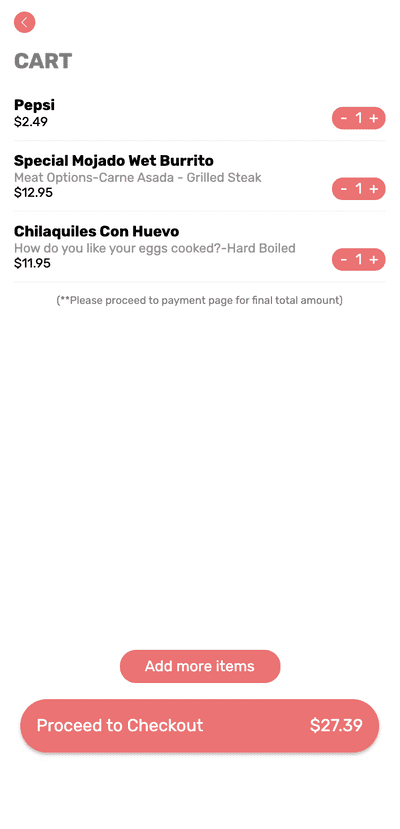 CART
Pepsi
$2.49
- 1 +
Special Mojado Wet Burrito
Meat Options-Carne Asada - Grilled Steak
$12.95
- 1 +
Chilaquiles Con Huevo
How do you like your eggs cooked?-Hard Boiled
$11.95
- 1 +
(**Please proceed to payment page for final total amount)
Add more items
Proceed to Checkout $27.39